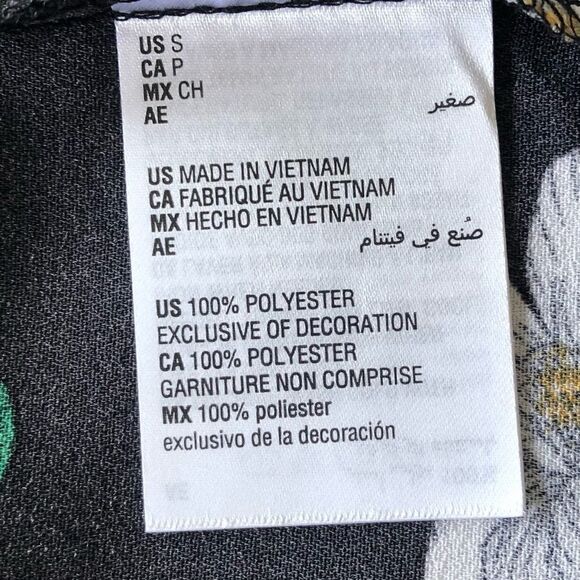 US S
CA P
MX CH
AE صغير
US MADE IN VIETNAM
CA FABRIQUÉ AU VIETNAM
MX HECHO EN VIETNAM
AE صُنع في فيتنام
US 100% POLYESTER
EXCLUSIVE OF DECORATION
CA 100% POLYESTER
GARNITURE NON COMPRISE
MX 100% poliester
exclusivo de la decoración